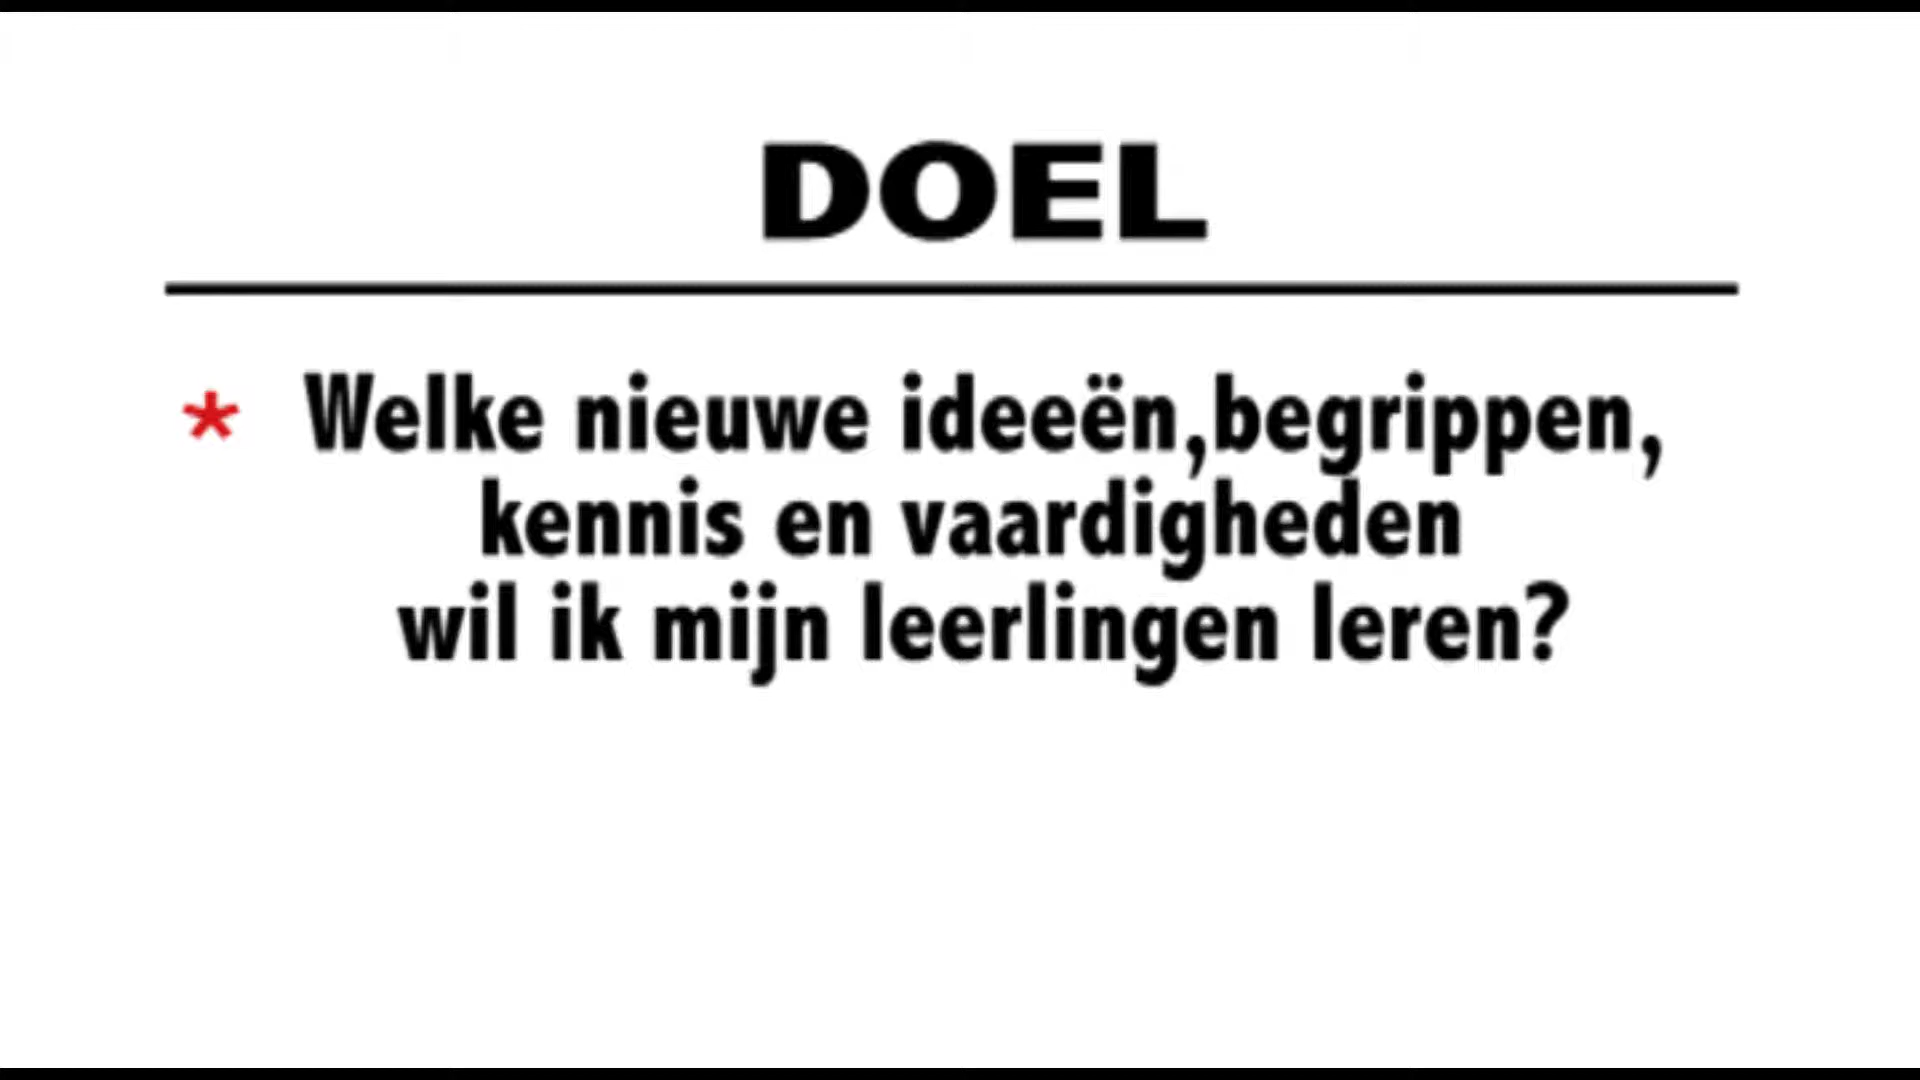 DOEL
* Welke nieuwe ideeën,begrippen,
kennis en vaardigheden
wil ik mijn leerlingen leren?